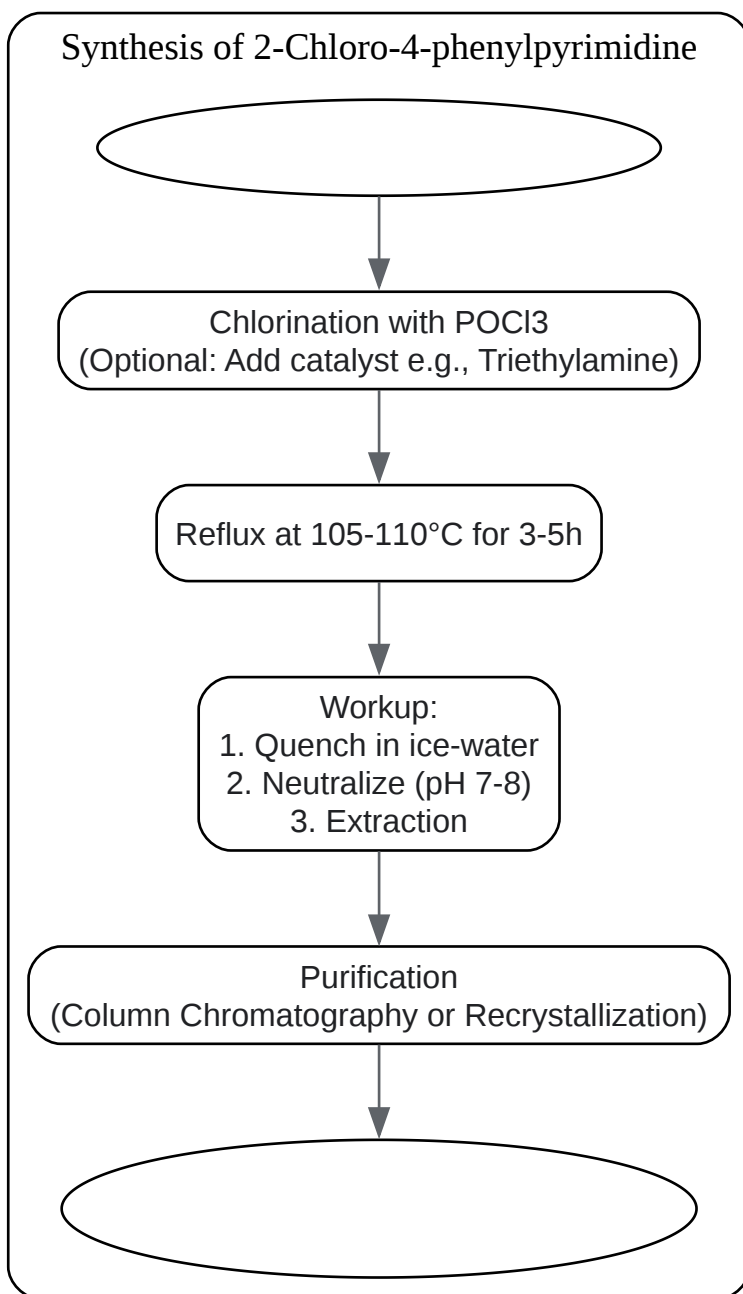 Synthesis of 2-Chloro-4-phenylpyrimidine
Chlorination with POCl3
(Optional: Add catalyst e.g., Triethylamine)
Reflux at 105-110°C for 3-5h
Workup:
1. Quench in ice-water
2. Neutralize (pH 7-8)
3. Extraction
Purification
(Column Chromatography or Recrystallization)